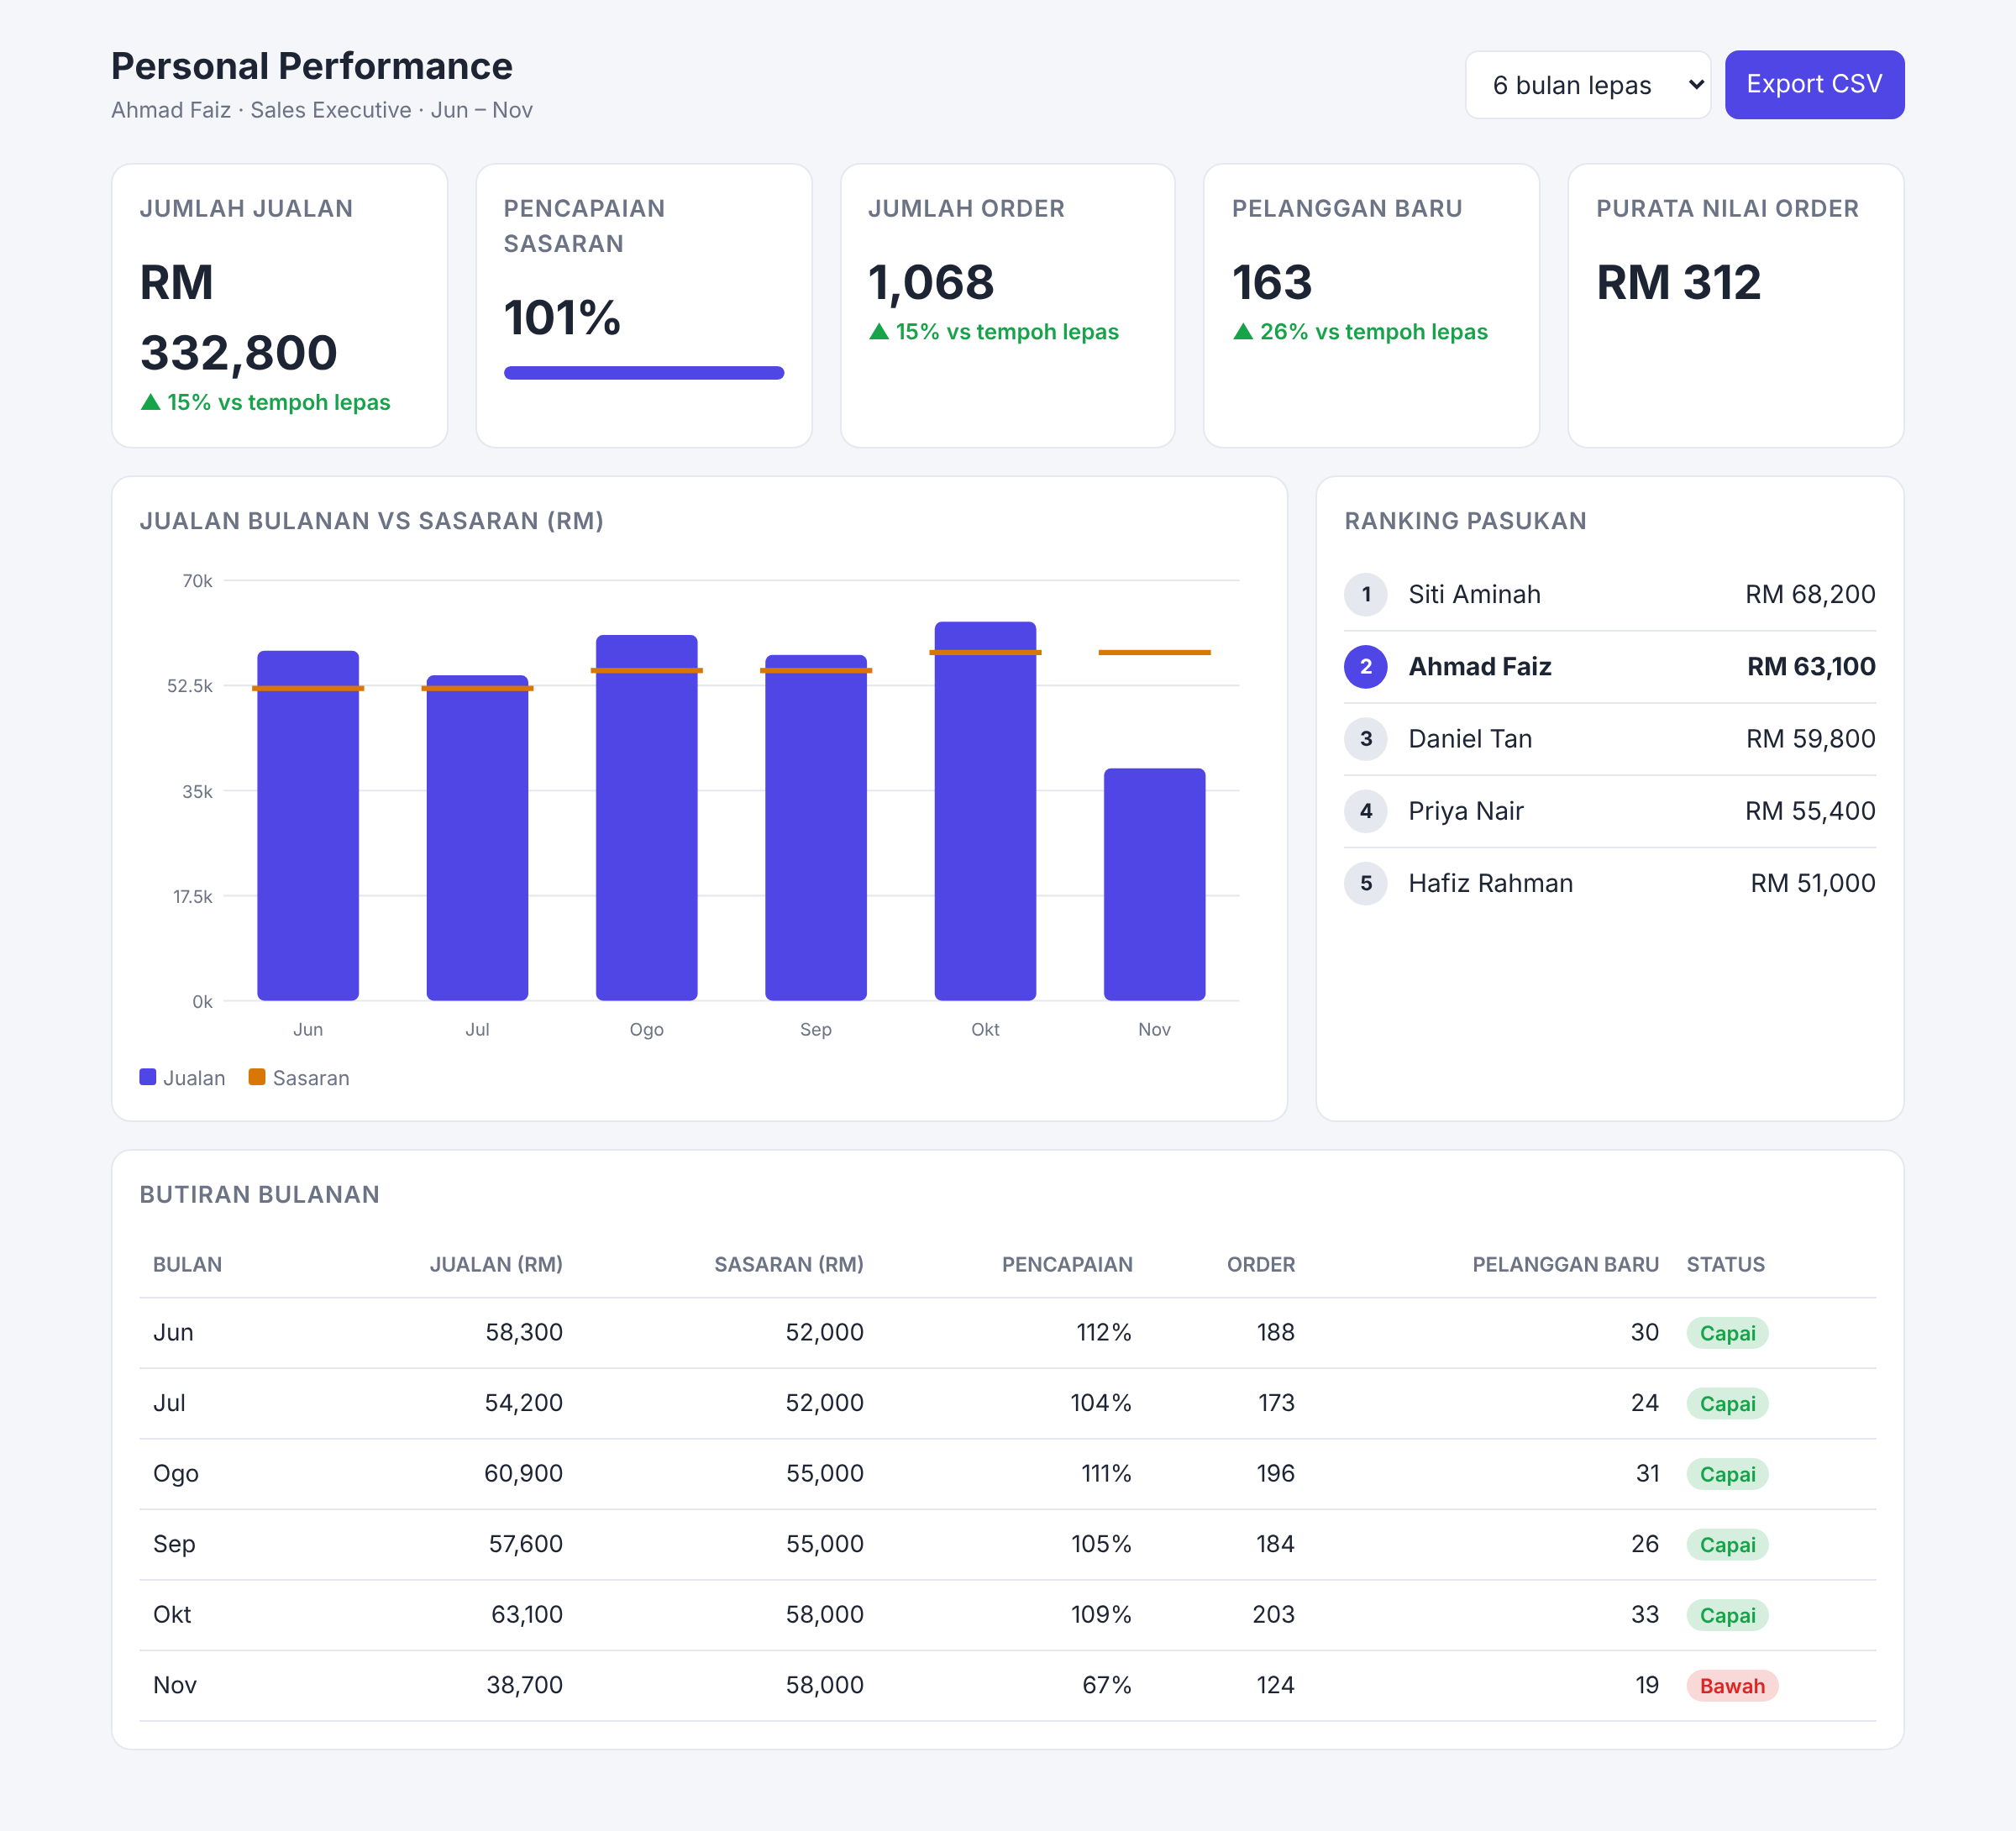 Personal Performance
Ahmad Faiz · Sales Executive · Jun – Nov
6 bulan lepas
Export CSV
JUMLAH JUALAN
RM
332,800
▲ 15% vs tempoh lepas
PENCAPAIAN
SASARAN
101%
JUMLAH ORDER
1,068
▲ 15% vs tempoh lepas
PELANGGAN BARU
163
▲ 26% vs tempoh lepas
PURATA NILAI ORDER
RM 312
JUALAN BULANAN VS SASARAN (RM)
70k
52.5k
35k
17.5k
0k
Jun Jul Ogo Sep Okt Nov
Jualan Sasaran
RANKING PASUKAN
1 Siti Aminah RM 68,200
2 Ahmad Faiz RM 63,100
3 Daniel Tan RM 59,800
4 Priya Nair RM 55,400
5 Hafiz Rahman RM 51,000
BUTIRAN BULANAN
BULAN JUALAN (RM) SASARAN (RM) PENCAPAIAN ORDER PELANGGAN BARU STATUS
Jun 58,300 52,000 112% 188 30 Capai
Jul 54,200 52,000 104% 173 24 Capai
Ogo 60,900 55,000 111% 196 31 Capai
Sep 57,600 55,000 105% 184 26 Capai
Okt 63,100 58,000 109% 203 33 Capai
Nov 38,700 58,000 67% 124 19 Bawah